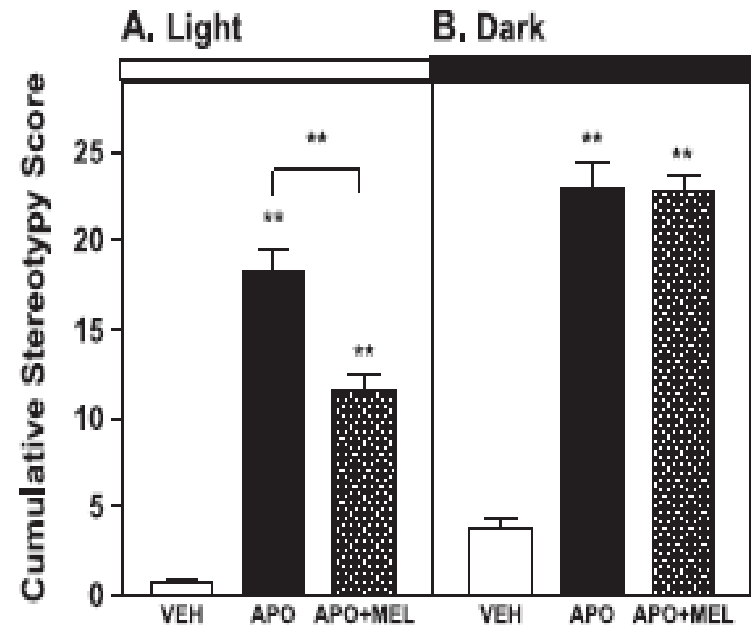 A. Light
B. Dark
Cumulative Stereotypy Score
25
20
15
10
5
0
**
**
**
**
**
VEH APO APO+MEL
VEH APO APO+MEL